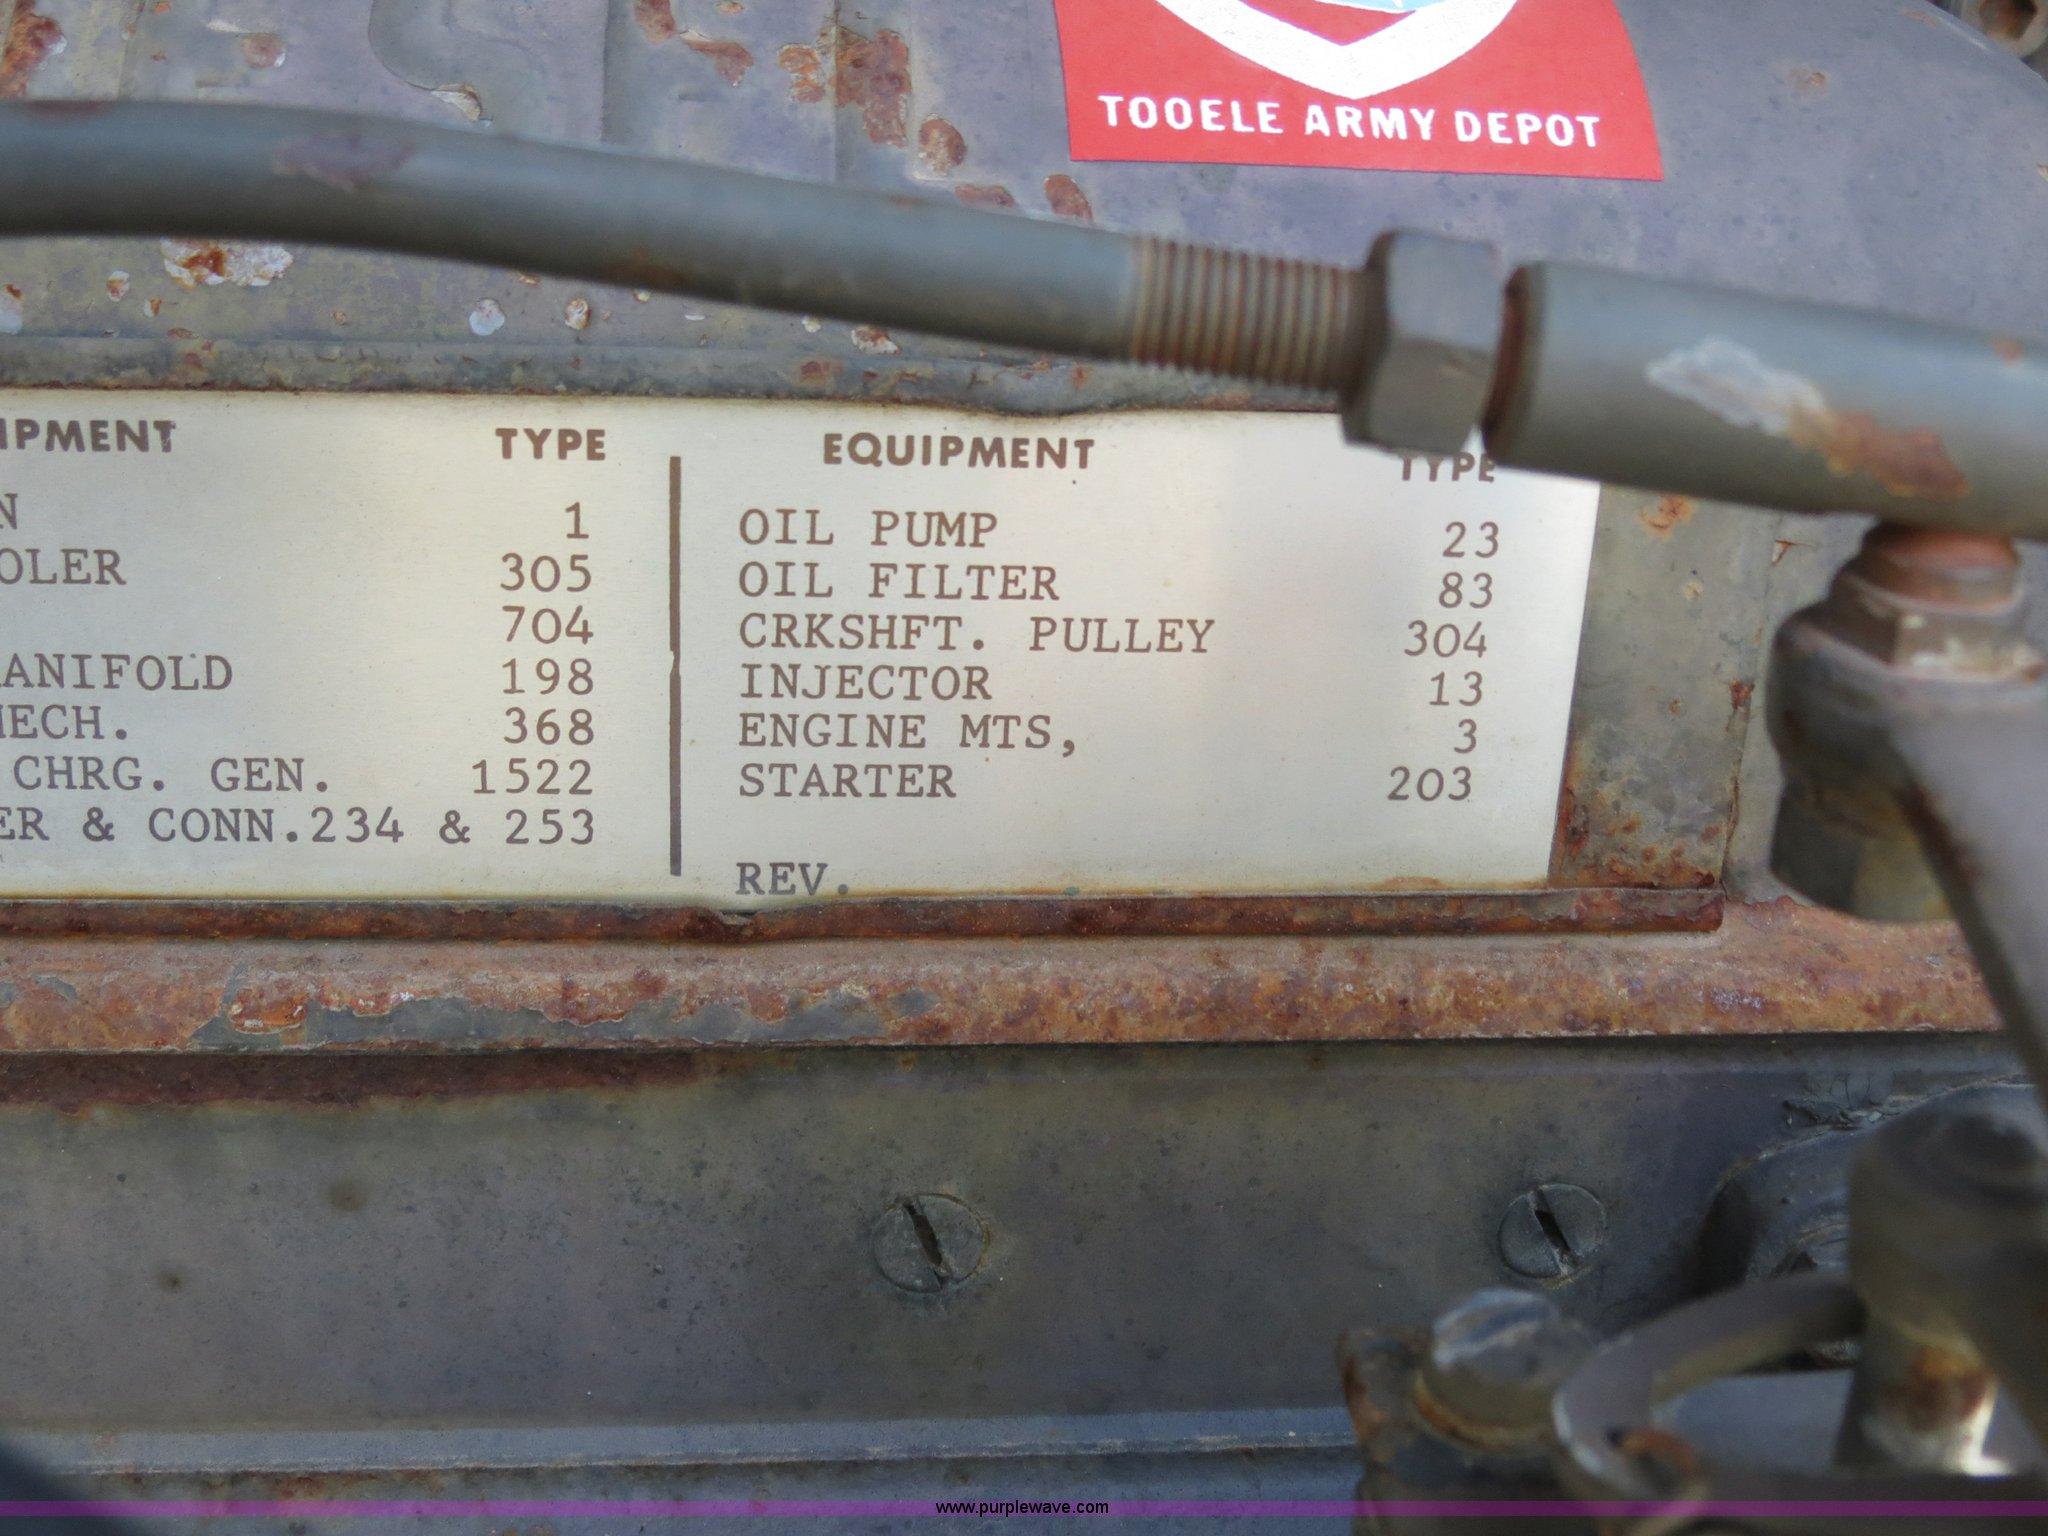 TOOELE ARMY DEPOT
IPMENT TYPE EQUIPMENT TYPE
N 1 OIL PUMP 23
OLER 305 OIL FILTER 83
704 CRKSHFT. PULLEY 304
ANIFOLD 198 INJECTOR 13
MECH. 368 ENGINE MTS, 3
CHRG. GEN. 1522 STARTER 203
ER & CONN.234 & 253
REV.
www.purplewave.com